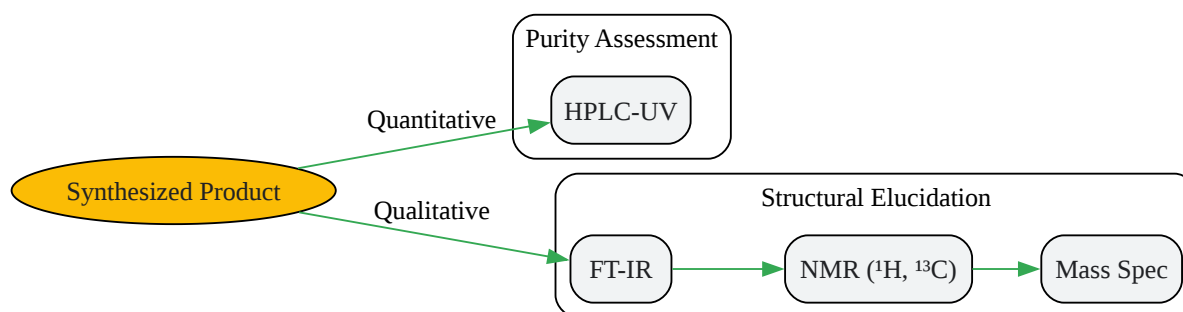 Purity Assessment
HPLC-UV
Quantitative
Synthesized Product
Qualitative
Structural Elucidation
FT-IR
NMR (¹H, ¹³C)
Mass Spec